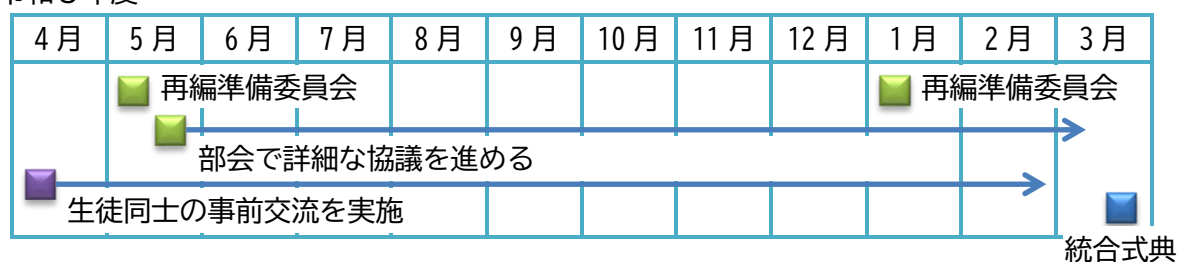 4月 5月 6月 7月 8月 9月 10月 11月 12月 1月 2月 3月
再編準備委員会 再編準備委員会
部会で詳細な協議を進める
生徒同士の事前交流を実施
統合式典